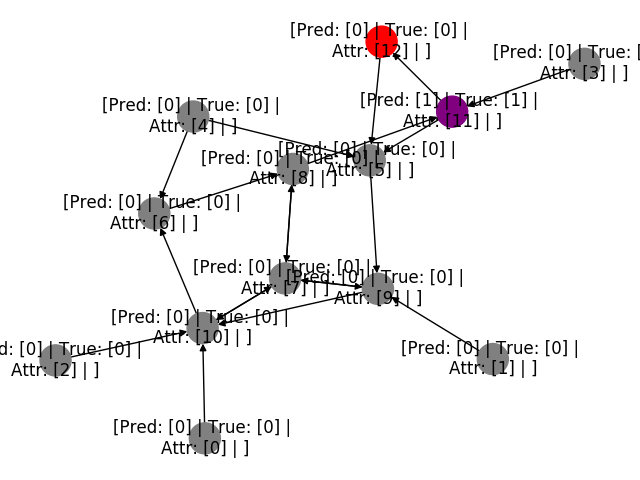 [Pred: [0] | True: [0] |
Attr: [12] | ]
[Pred: [0] | True: [
Attr: [3] | ]
[Pred: [1] | True: [1] |
Attr: [11] | ]
[Pred: [0] | True: [0] |
Attr: [4] | ]
[Pred: [0] | True: [0] |
Attr: [5] | ]
[Pred: [0] | True: [0] |
Attr: [8] | ]
[Pred: [0] | True: [0] |
Attr: [6] | ]
[Pred: [0] | True: [0] |
Attr: [7] | ]
[Pred: [0] | True: [0] |
Attr: [9] | ]
[Pred: [0] | True: [0] |
Attr: [10] | ]
d: [0] | True: [0] |
Attr: [2] | ]
[Pred: [0] | True: [0] |
Attr: [1] | ]
[Pred: [0] | True: [0] |
Attr: [0] | ]